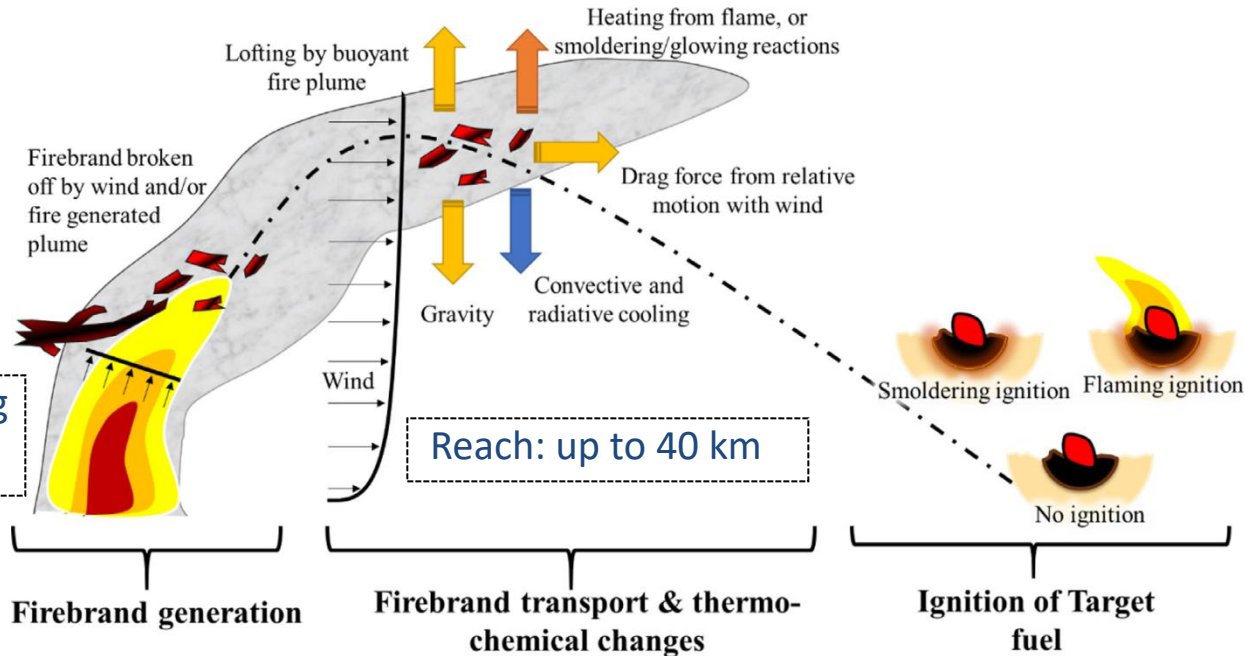 Heating from flame, or
smoldering/glowing reactions
Lofting by buoyant
fire plume
Firebrand broken
off by wind and/or
fire generated
plume
Drag force from relative
motion with wind
Gravity
Convective and
radiative cooling
Wind
Reach: up to 40 km
Smoldering ignition
Flaming ignition
No ignition
Firebrand generation
Firebrand transport & thermo-
chemical changes
Ignition of Target
fuel